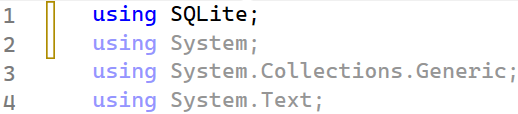 1 using SQLite;
2 using System;
3 using System.Collections.Generic;
4 using System.Text;